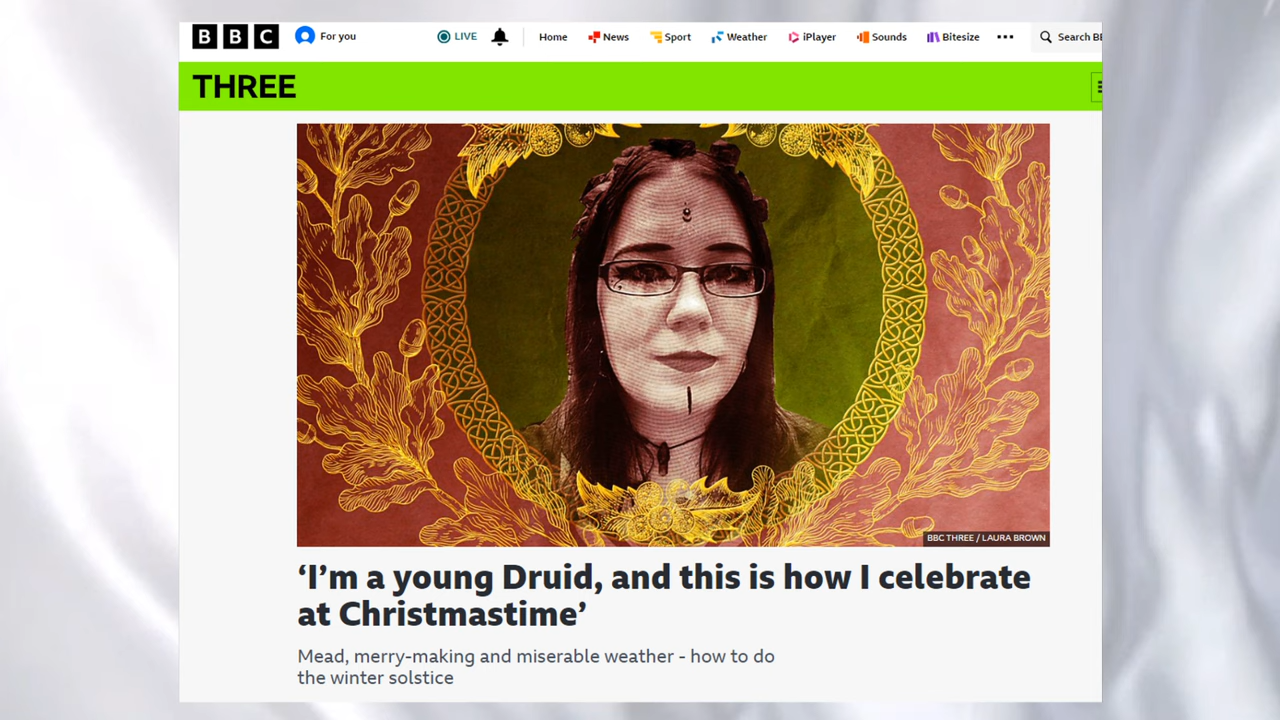 BBC For you LIVE Home News Sport Weather iPlayer Sounds Bitesize ••• Search
THREE
BBC THREE / LAURA BROWN
‘I’m a young Druid, and this is how I celebrate
at Christmastime’
Mead, merry-making and miserable weather - how to do
the winter solstice